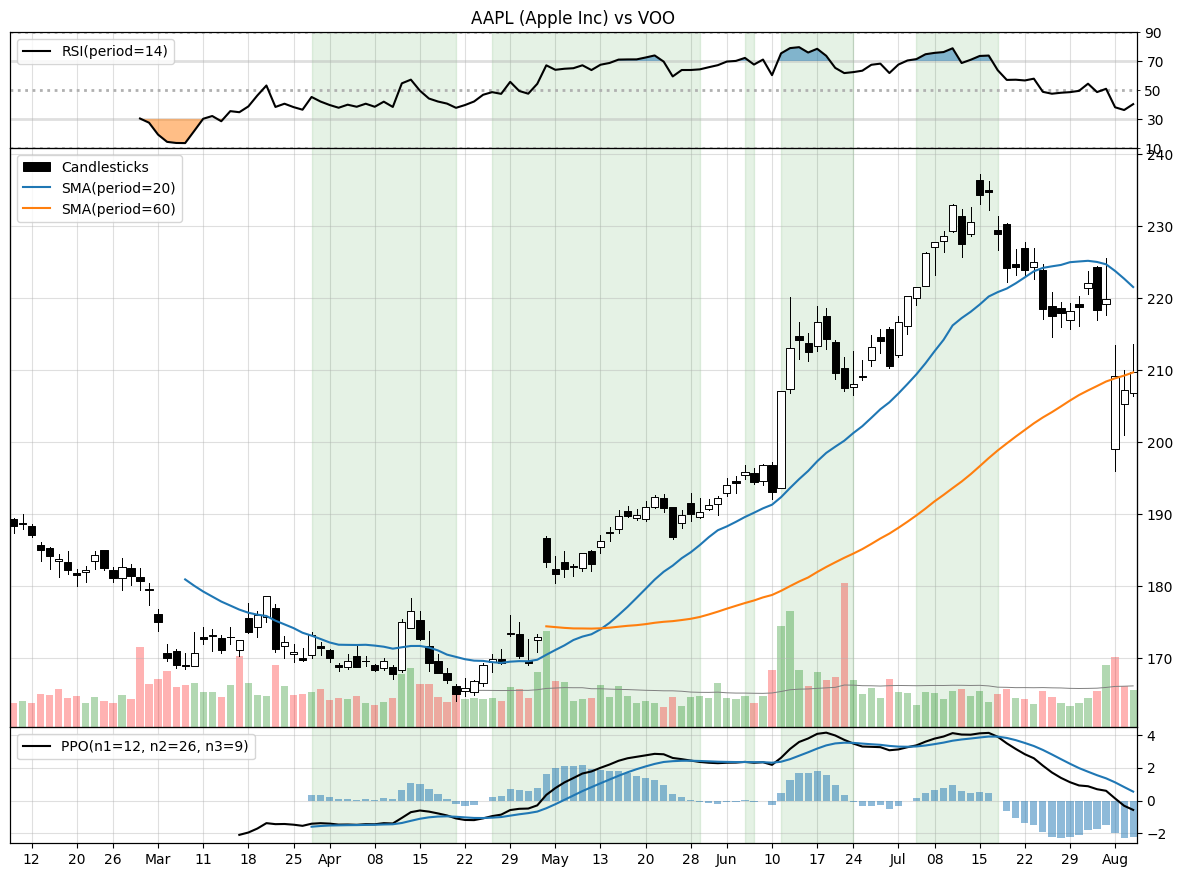 AAPL (Apple Inc) vs VOO
RSI(period=14)
90
70
50
30
10
Candlesticks
SMA(period=20)
SMA(period=60)
240
230
220
210
200
190
180
170
PPO(n1=12, n2=26, n3=9)
4
2
0
−2
12 20 26 Mar 11 18 25 Apr 08 15 22 29 May 13 20 28 Jun 10 17 24 Jul 08 15 22 29 Aug